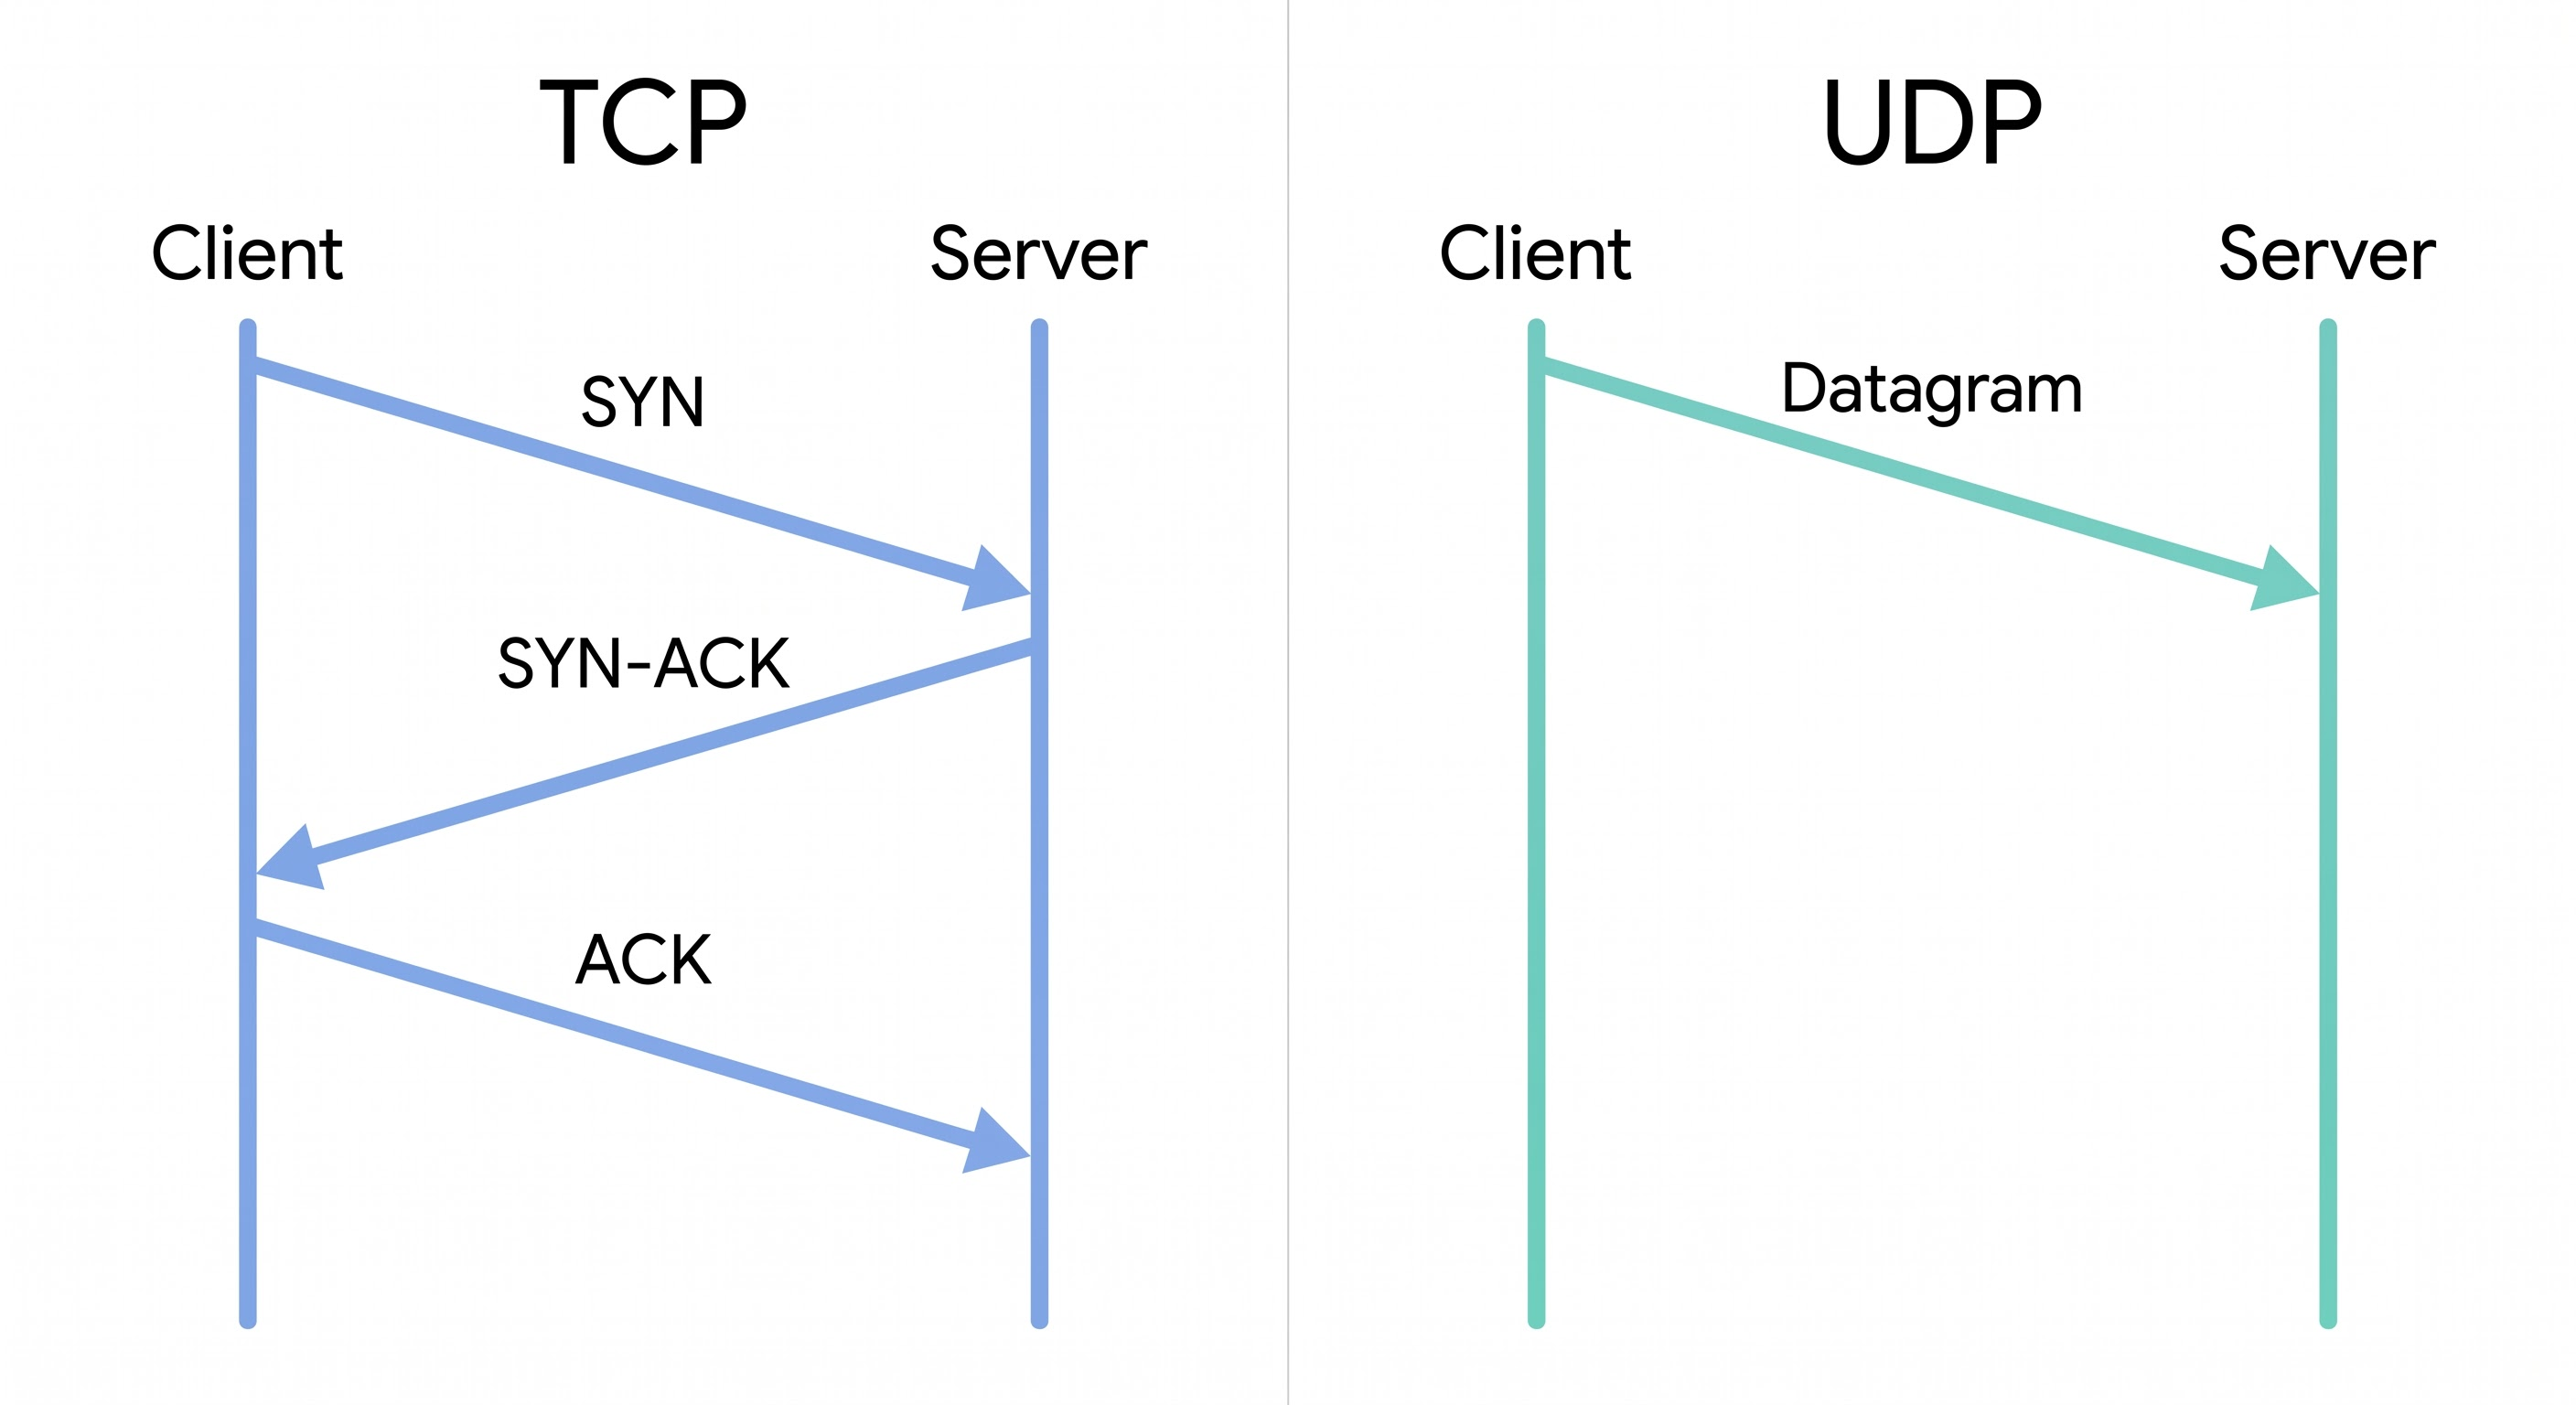 TCP
Client
Server
SYN
SYN-ACK
ACK
UDP
Client
Server
Datagram